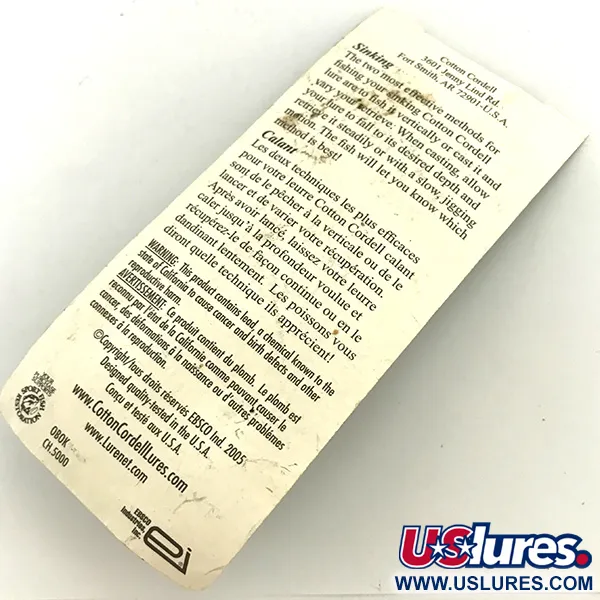 Cotton Cordell
3601 Jenny Lind Rd.
Fort Smith, AR 72901-U.S.A.
Sinking
The two most effective methods for
fishing your sinking Cotton Cordell
lure are to fish it vertically or cast it and
vary your retrieve. When casting, allow
your lure to fall to its desired depth and
retrieve it steadily or with a slow, jigging
motion. The fish will let you know which
method is best!
Calant
Les deux techniques les plus efficaces
pour votre leurre Cotton Cordell calant
sont de le pêcher à la verticale ou de le
lancer et de varier votre récupération.
Après avoir lancé, laissez votre leurre
caler jusqu'à la profondeur voulue et
récupérez-le de façon continue ou en le
dandinant lentement. Les poissons vous
diront quelle technique ils apprécient!
WARNING: This product contains lead, a chemical known to the
state of California to cause cancer and birth defects and other
reproductive harm.
AVERTISSEMENT: Ce produit contient du plomb. Le plomb est
reconnu par l'état de la Californie comme pouvant causer le
cancer, des déformations à la naissance ou d'autres problèmes
connexes à la reproduction.
©Copyright/tous droits réservés EBSCO Ind. 2005
Designed quality-tested in the U.S.A.
Conçu et testé aux U.S.A.
www.CottonCordellLures.com
www.Lurenet.com
OBOK
CH.5000
EBSCO
Industries,
Inc.
ei
USlures.
WWW.USLURES.COM